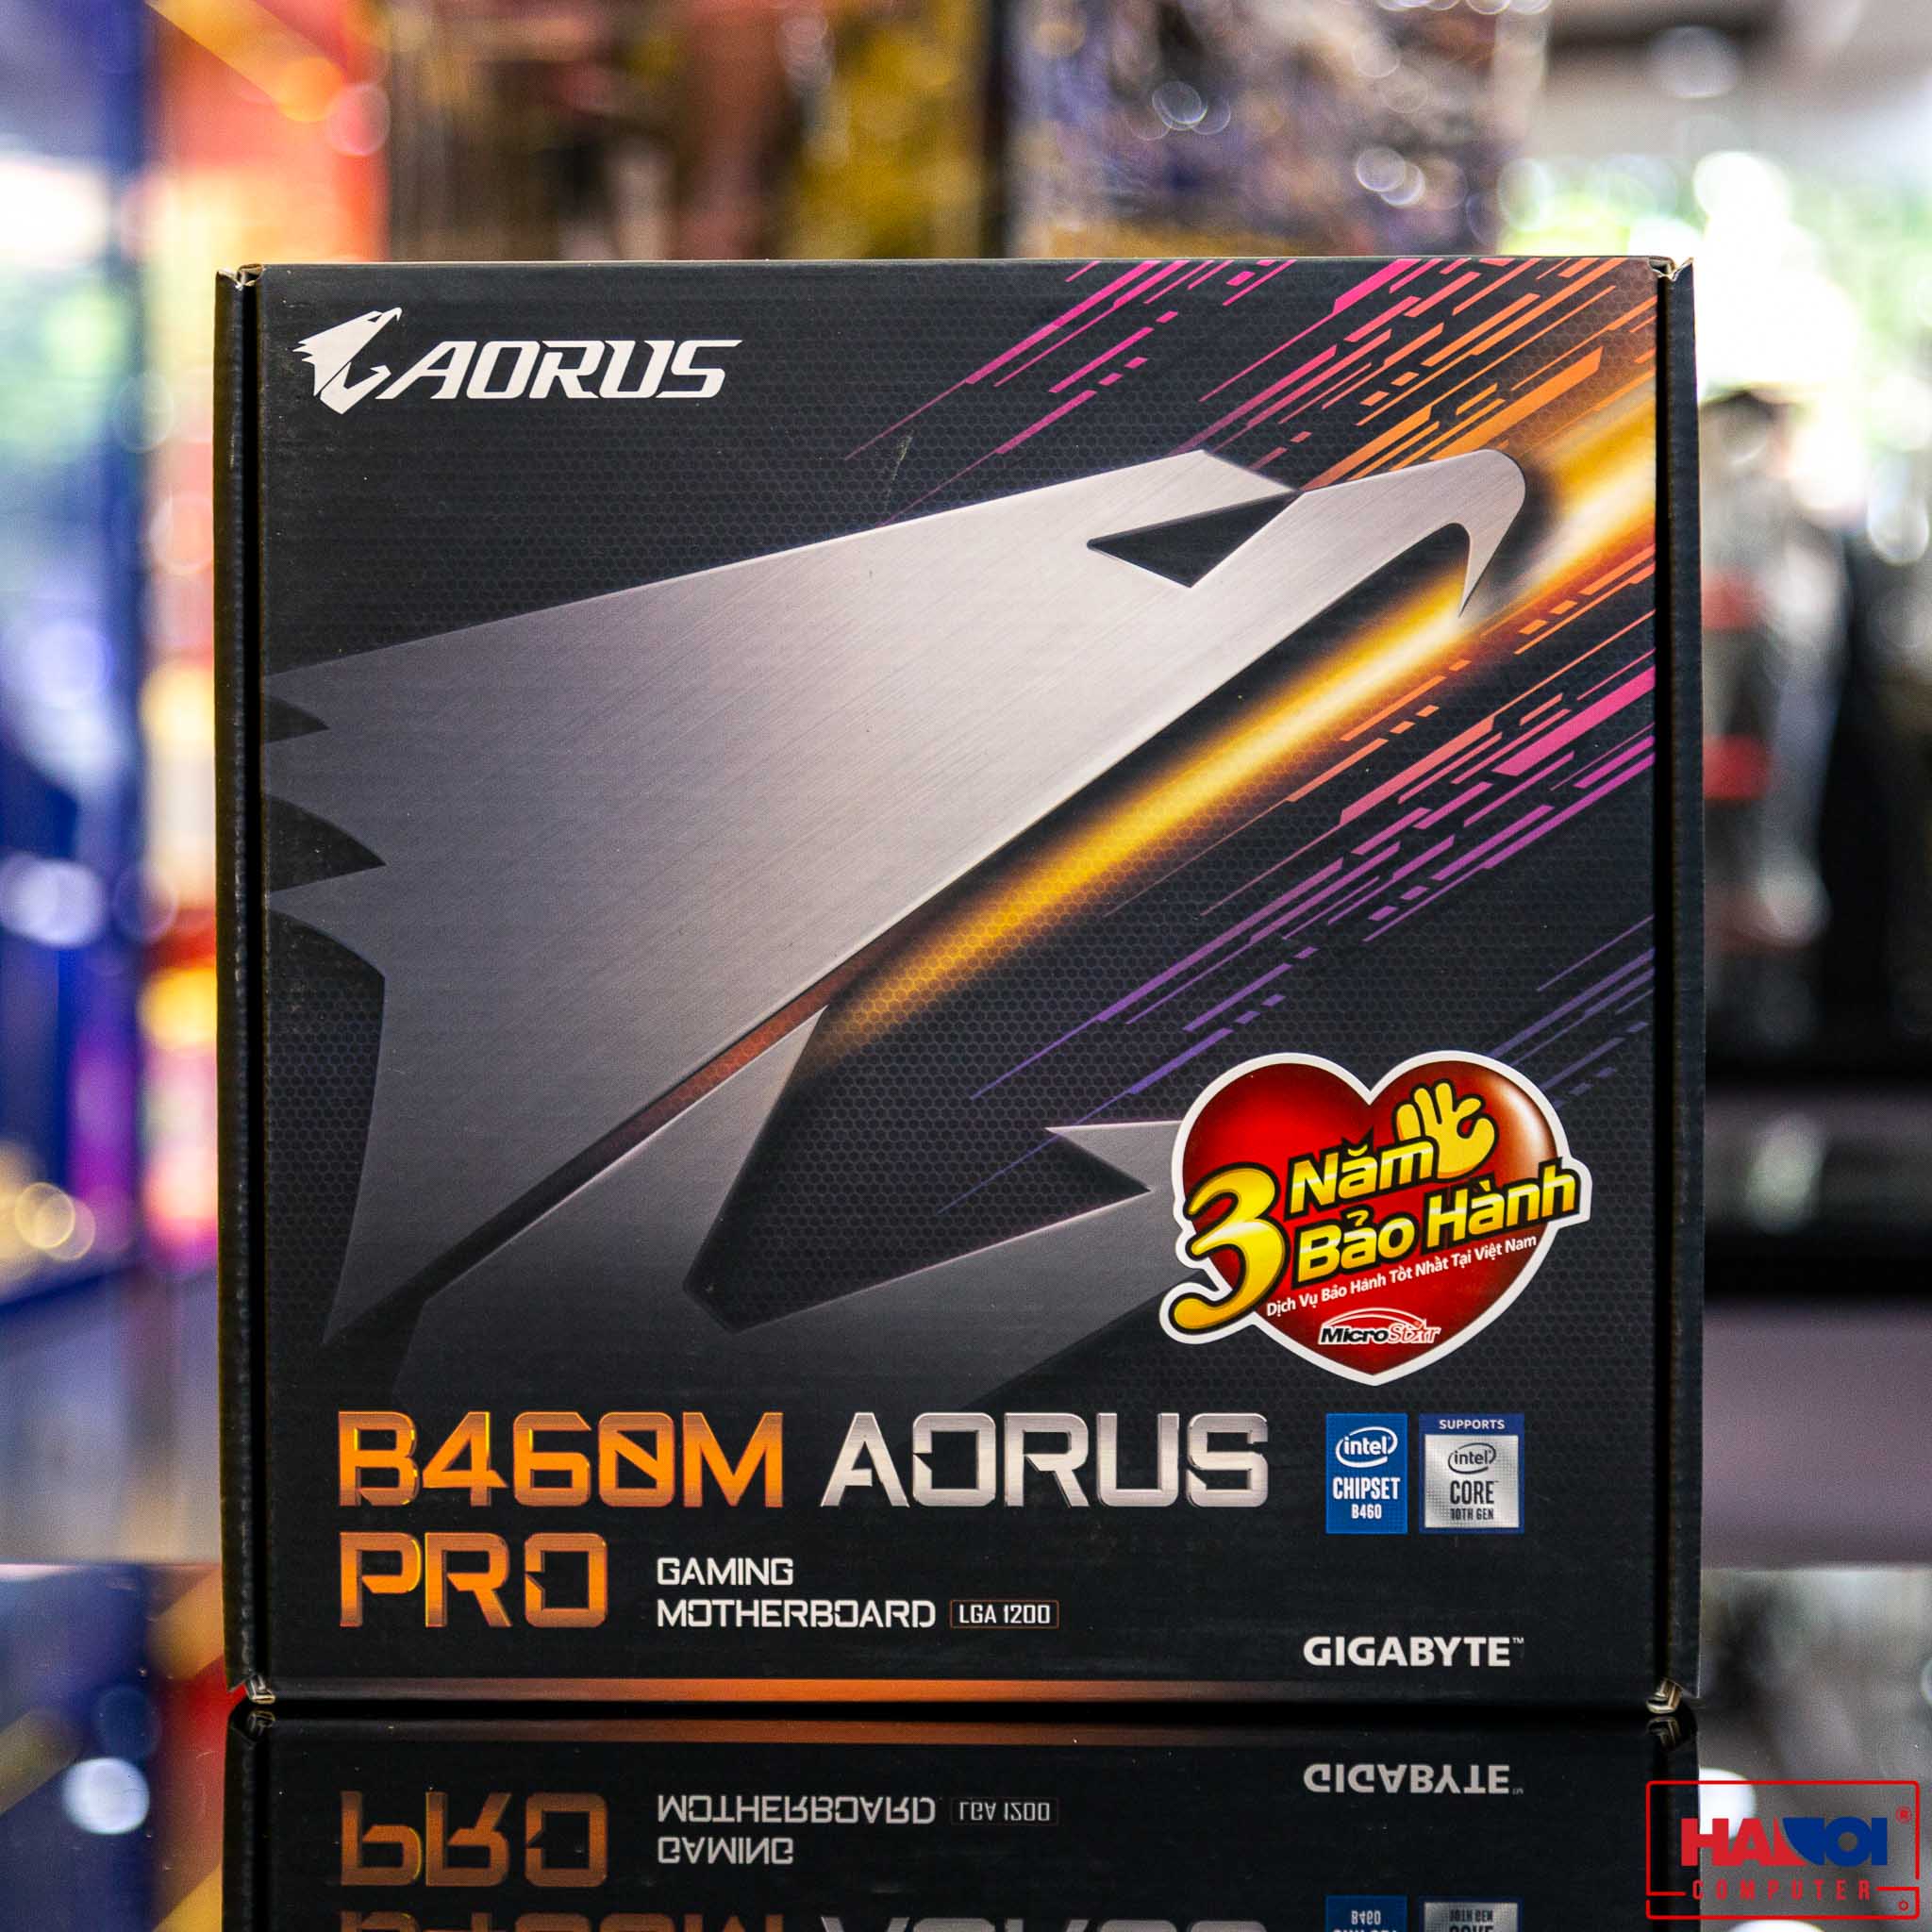 AORUS
3 Năm
Bảo Hành
Dịch Vụ Bảo Hành Tốt Nhất Tại Việt Nam
MicroStar
B460M AORUS
PRO
GAMING
MOTHERBOARD LGA 1200
intel
CHIPSET
B460
SUPPORTS
intel
CORE
10TH GEN
GIGABYTE™
HANOI®
COMPUTER